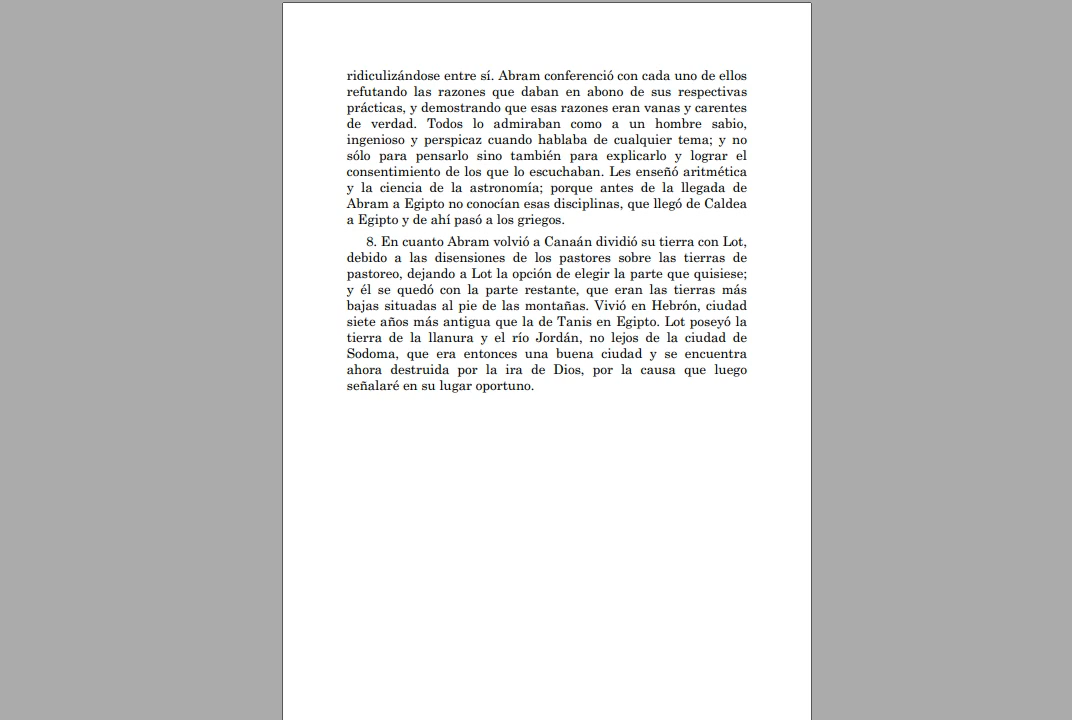 ridiculizándose entre sí. Abram conferenció con cada uno de ellos
refutando las razones que daban en abono de sus respectivas
prácticas, y demostrando que esas razones eran vanas y carentes
de verdad. Todos lo admiraban como a un hombre sabio,
ingenioso y perspicaz cuando hablaba de cualquier tema; y no
sólo para pensarlo sino también para explicarlo y lograr el
consentimiento de los que lo escuchaban. Les enseñó aritmética
y la ciencia de la astronomía; porque antes de la llegada de
Abram a Egipto no conocían esas disciplinas, que llegó de Caldea
a Egipto y de ahí pasó a los griegos.
8. En cuanto Abram volvió a Canaán dividió su tierra con Lot,
debido a las disensiones de los pastores sobre las tierras de
pastoreo, dejando a Lot la opción de elegir la parte que quisiese;
y él se quedó con la parte restante, que eran las tierras más
bajas situadas al pie de las montañas. Vivió en Hebrón, ciudad
siete años más antigua que la de Tanis en Egipto. Lot poseyó la
tierra de la llanura y el río Jordán, no lejos de la ciudad de
Sodoma, que era entonces una buena ciudad y se encuentra
ahora destruida por la ira de Dios, por la causa que luego
señalaré en su lugar oportuno.